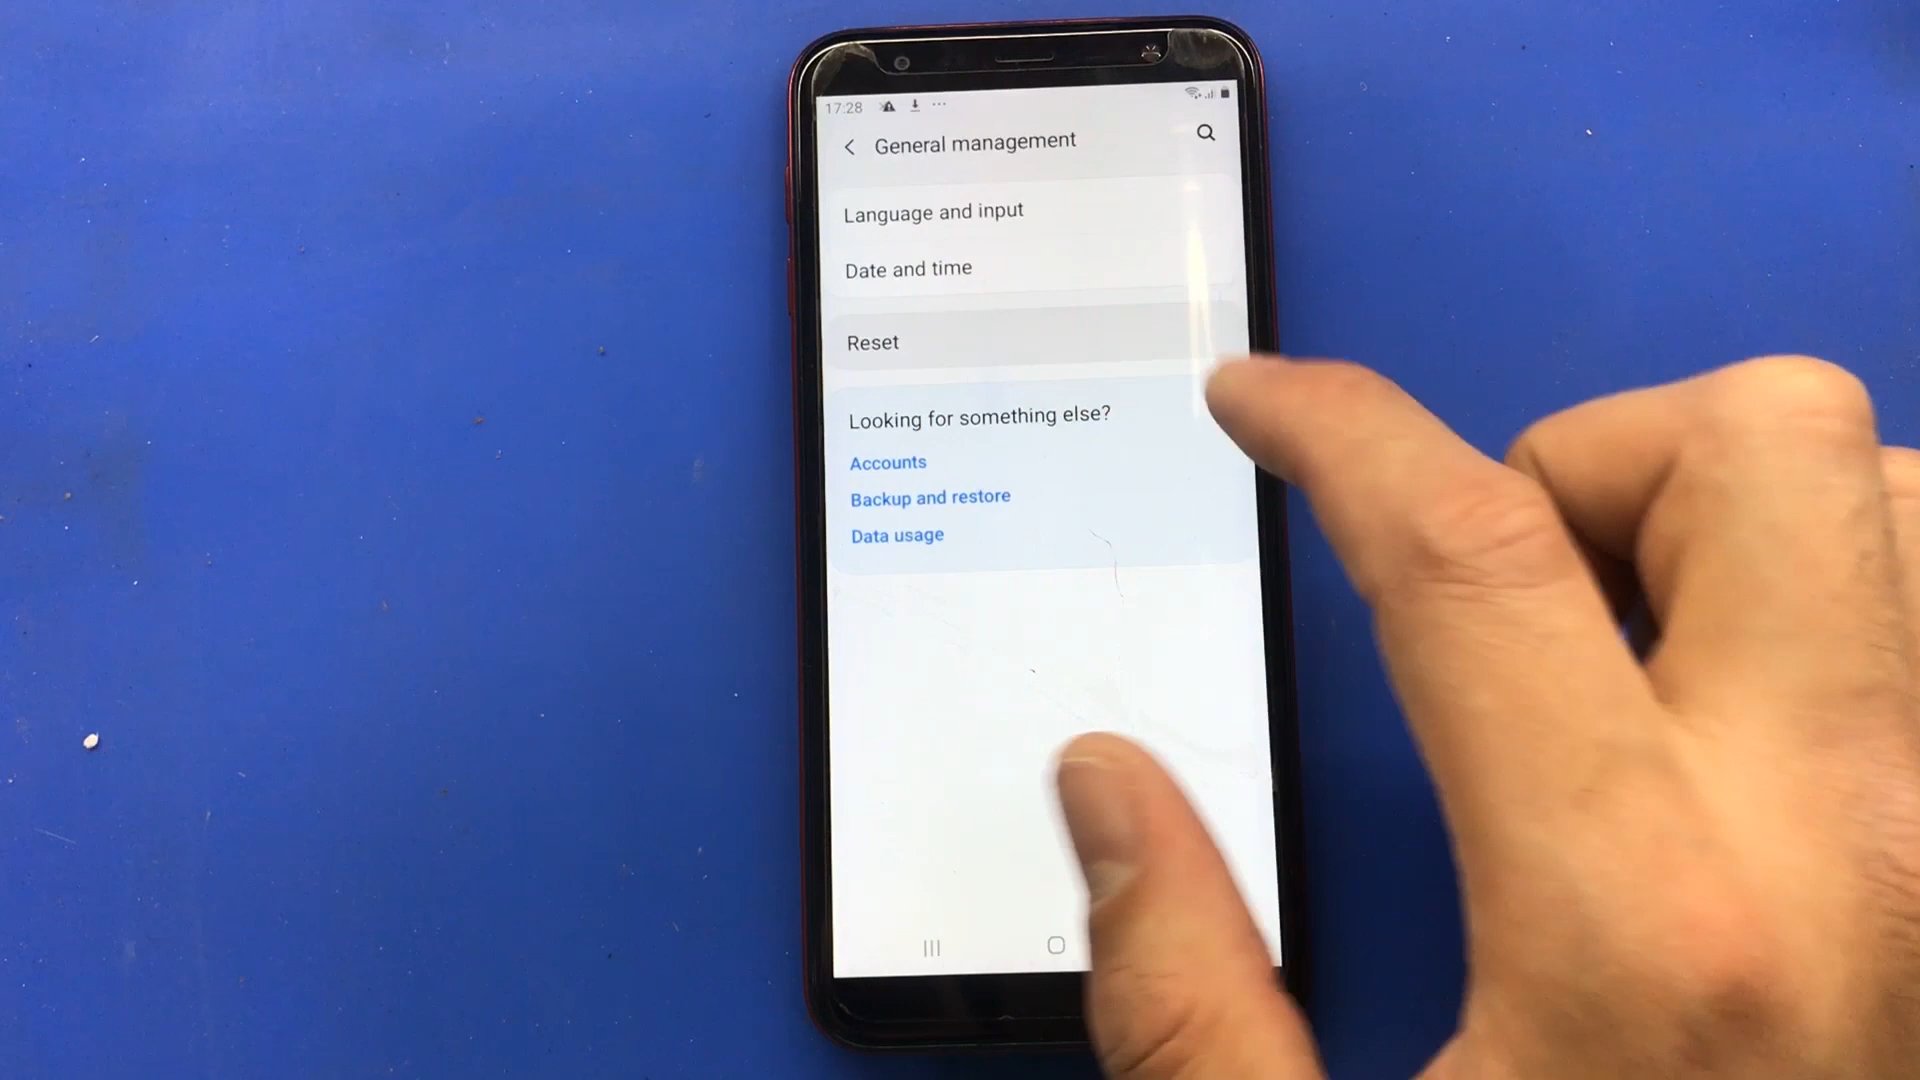 17:28
General management
Language and input
Date and time
Reset
Looking for something else?
Accounts
Backup and restore
Data usage